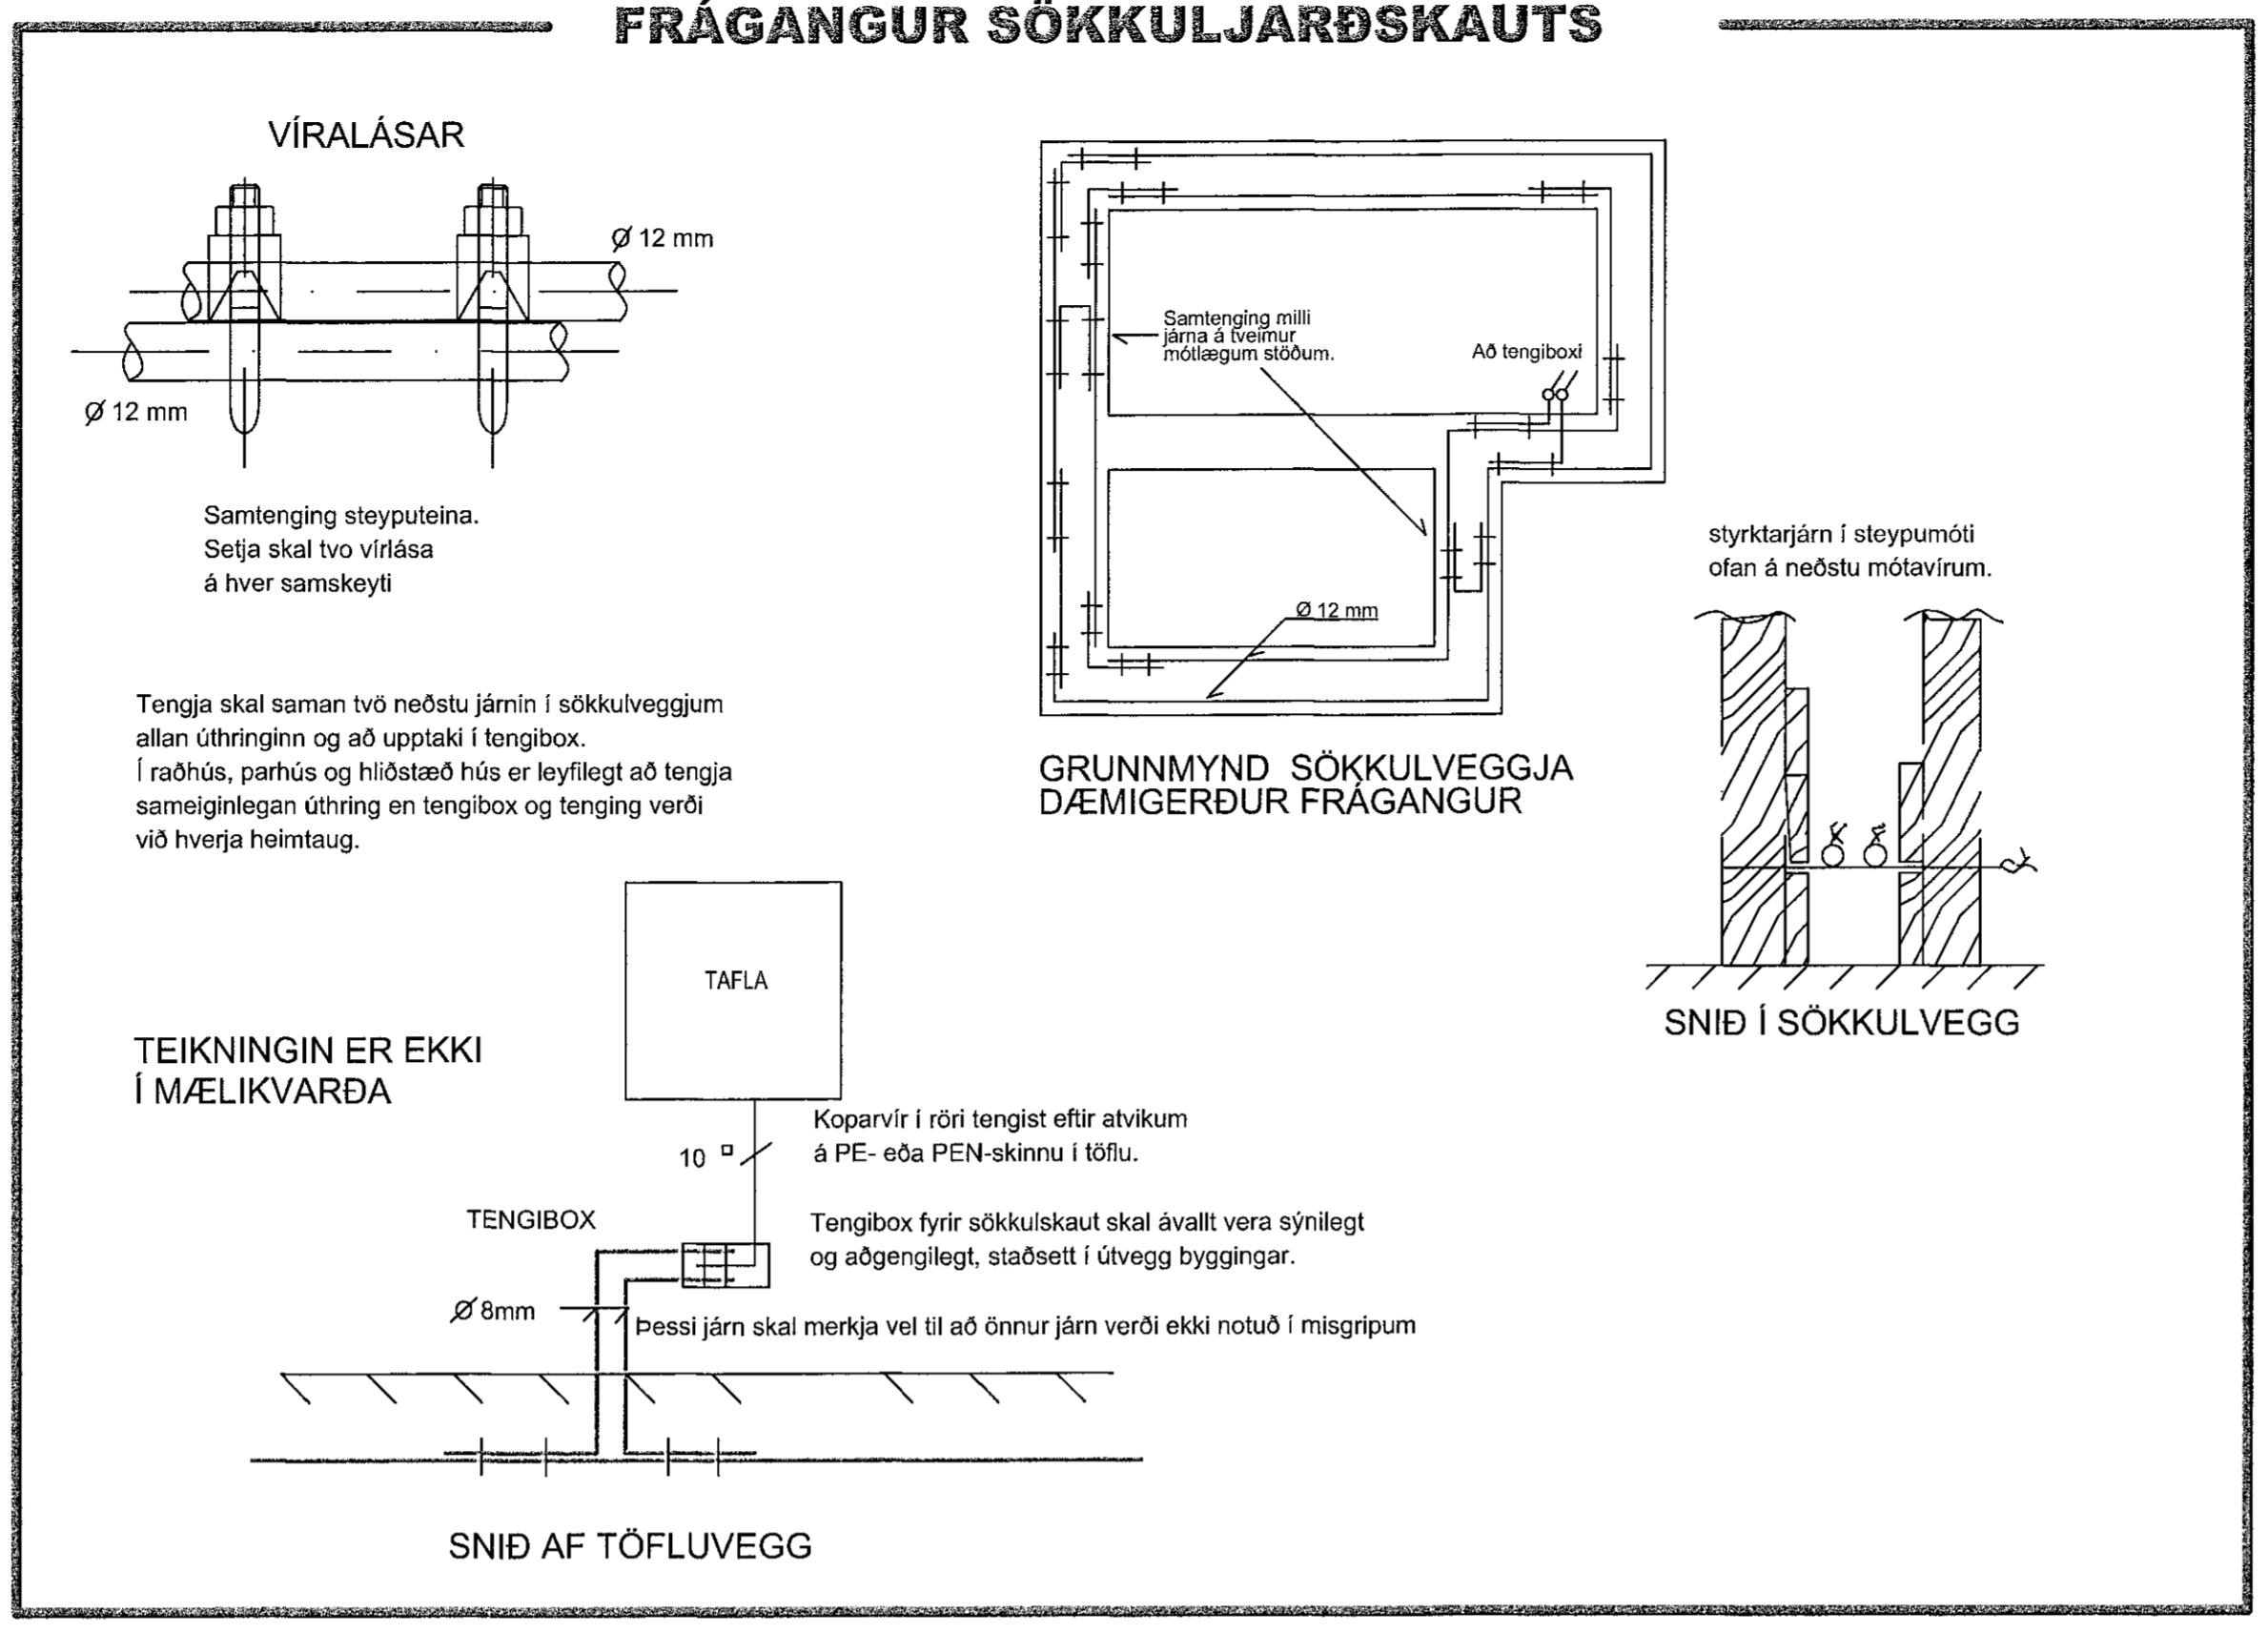 FRÁGANGUR SÖKKULJARÐSKAUTS
VÍRALÁSAR
Ø 12 mm
Ø 12 mm
Samtenging steyputeina.
Setja skal tvo vírlása
á hver samskeyti
Samtenging milli
járna á tveimur
mótlægum stöðum.
Að tengiboxi
Ø 12 mm
GRUNNMYND SÖKKULVEGGJA
DÆMIGERÐUR FRÁGANGUR
styrktarjárn í steypumóti
ofan á neðstu mótavírum.
SNIÐ Í SÖKKULVEGG
Tengja skal saman tvö neðstu járnin í sökkulveggjum
allan úthringinn og að upptaki í tengibox.
Í raðhús, parhús og hliðstæð hús er leyfilegt að tengja
sameiginlegan úthring en tengibox og tenging verði
við hverja heimtaug.
TEIKNINGIN ER EKKI
Í MÆLIKVARÐA
TAFLA
10 □
Koparvír í röri tengist eftir atvikum
á PE- eða PEN-skinnu í töflu.
TENGIBOX
Tengibox fyrir sökkulskaut skal ávallt vera sýnilegt
og aðgengilegt, staðsett í útvegg byggingar.
Ø 8mm
Þessi járn skal merkja vel til að önnur járn verði ekki notuð í misgripum
SNIÐ AF TÖFLUVEGG